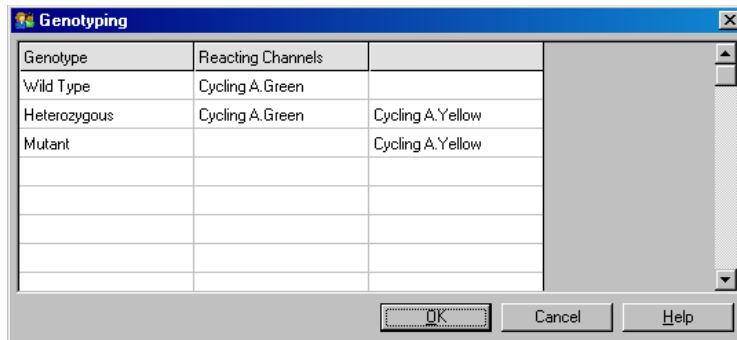 Genotyping
Genotype Reacting Channels
Wild Type Cycling A.Green
Heterozygous Cycling A.Green Cycling A.Yellow
Mutant Cycling A.Yellow
OK Cancel Help